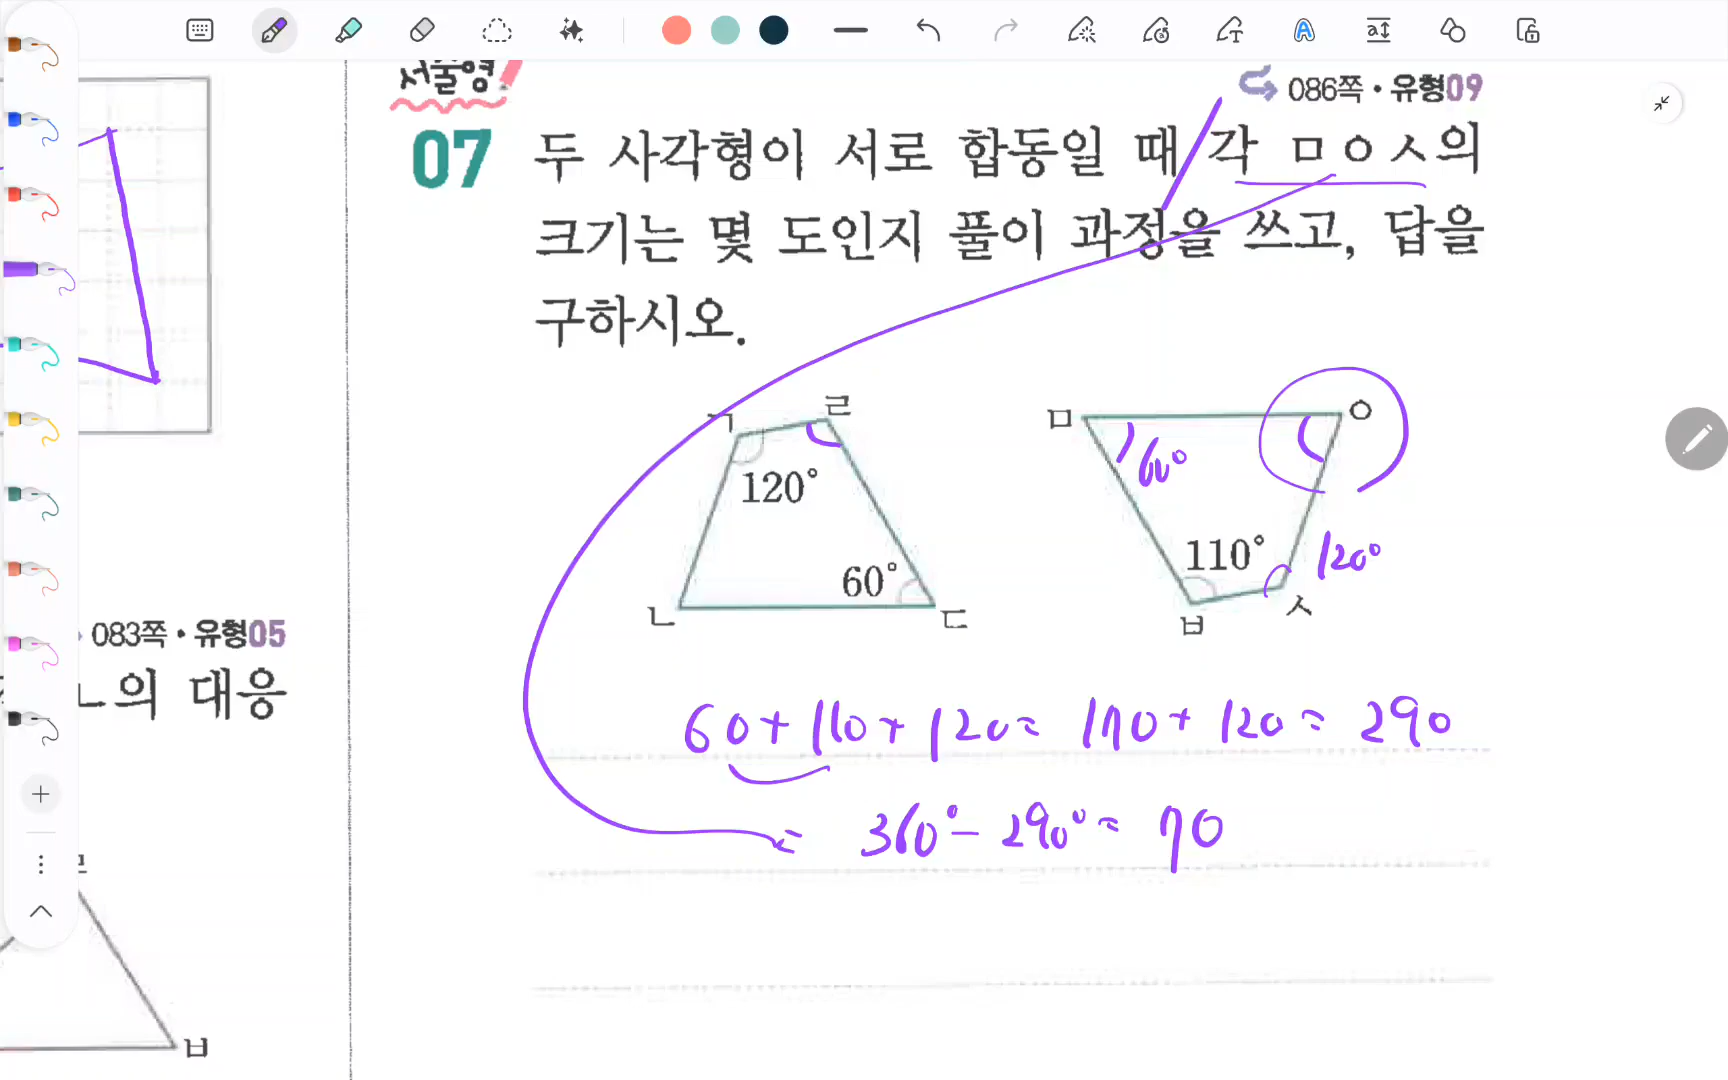 서술형!
086쪽 • 유형09
07 두 사각형이 서로 합동일 때 각 ㅁㅇㅅ의
크기는 몇 도인지 풀이 과정을 쓰고, 답을
구하시오.
ㄱ ㄹ
120°
60°
ㄴ ㄷ
ㅁ ㅇ
60°
110° 120°
ㅂ ㅅ
083쪽 • 유형05
ㄴ의 대응
60 + 110 + 120 = 170 + 120 = 290
= 360° - 290° = 70
ㅂ